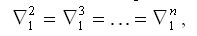 ∇₁² = ∇₁³ = … = ∇₁ⁿ,